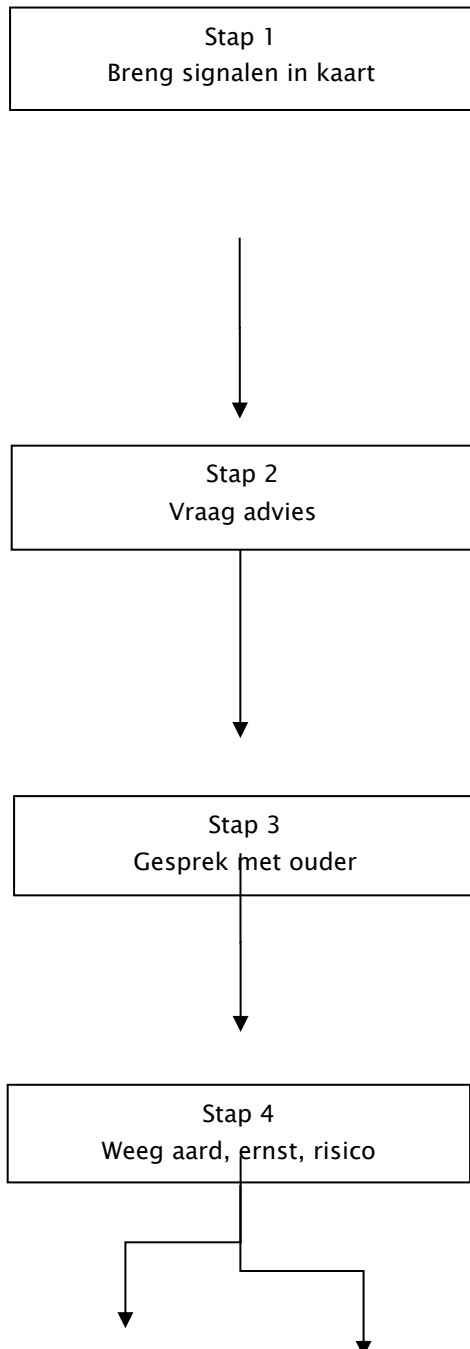 Stap 1
Breng signalen in kaart
Stap 2
Vraag advies
Stap 3
Gesprek met ouder
Stap 4
Weeg aard, ernst, risico